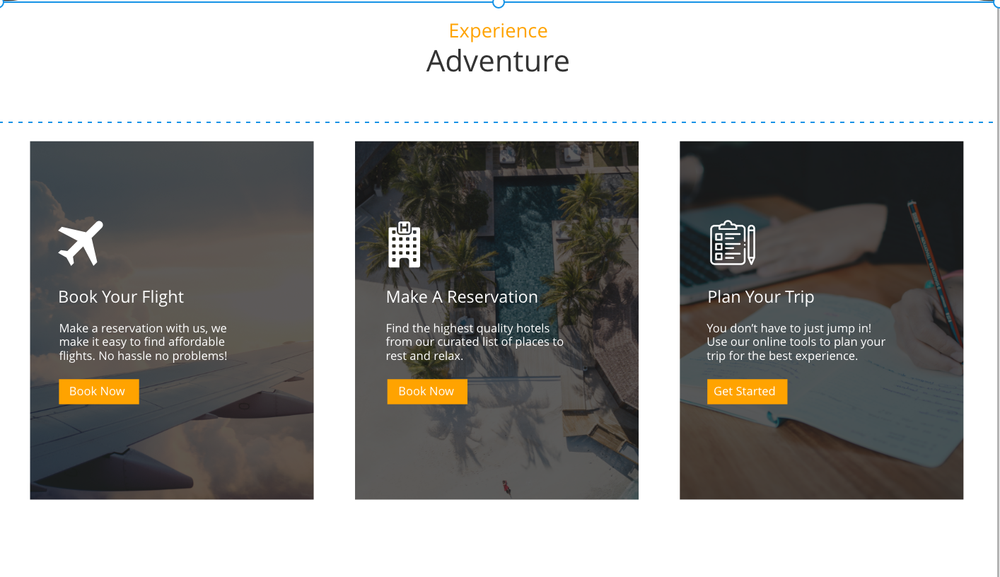 Experience
Adventure
Book Your Flight
Make a reservation with us, we
make it easy to find affordable
flights. No hassle no problems!
Book Now
H
Make A Reservation
Find the highest quality hotels
from our curated list of places to
rest and relax.
Book Now
Plan Your Trip
You don’t have to just jump in!
Use our online tools to plan your
trip for the best experience.
Get Started